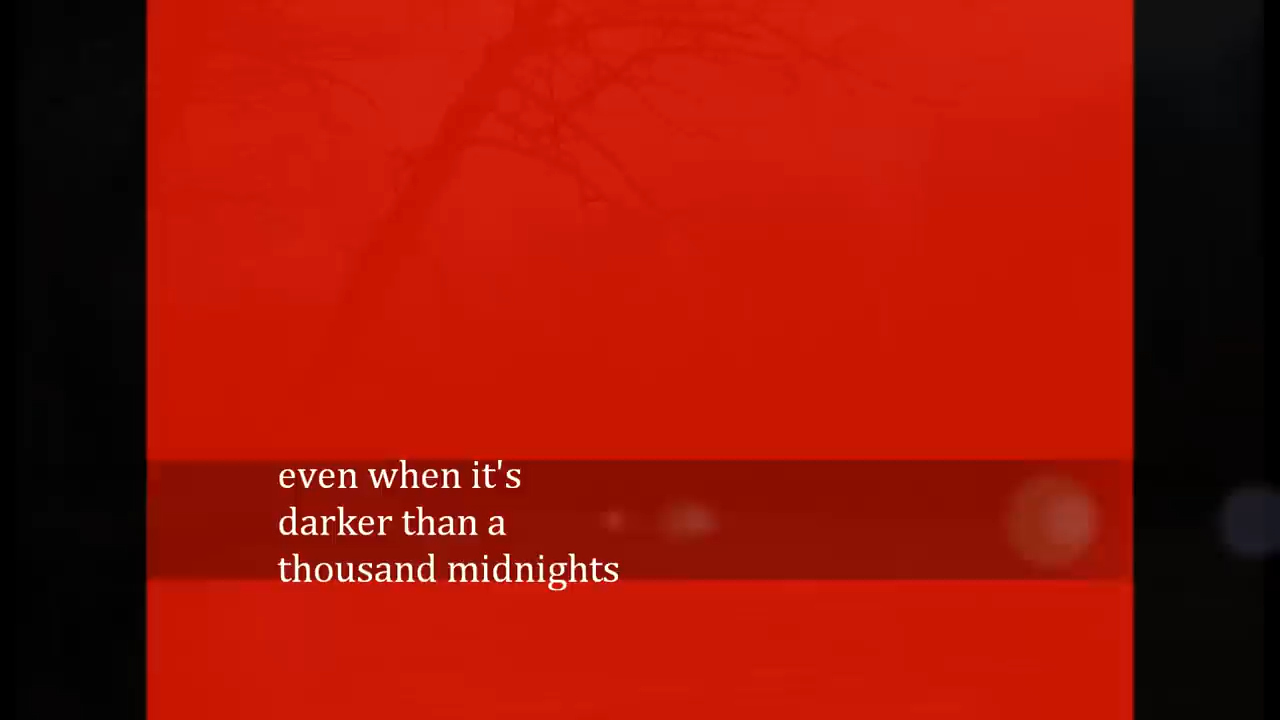 even when it's
darker than a
thousand midnights